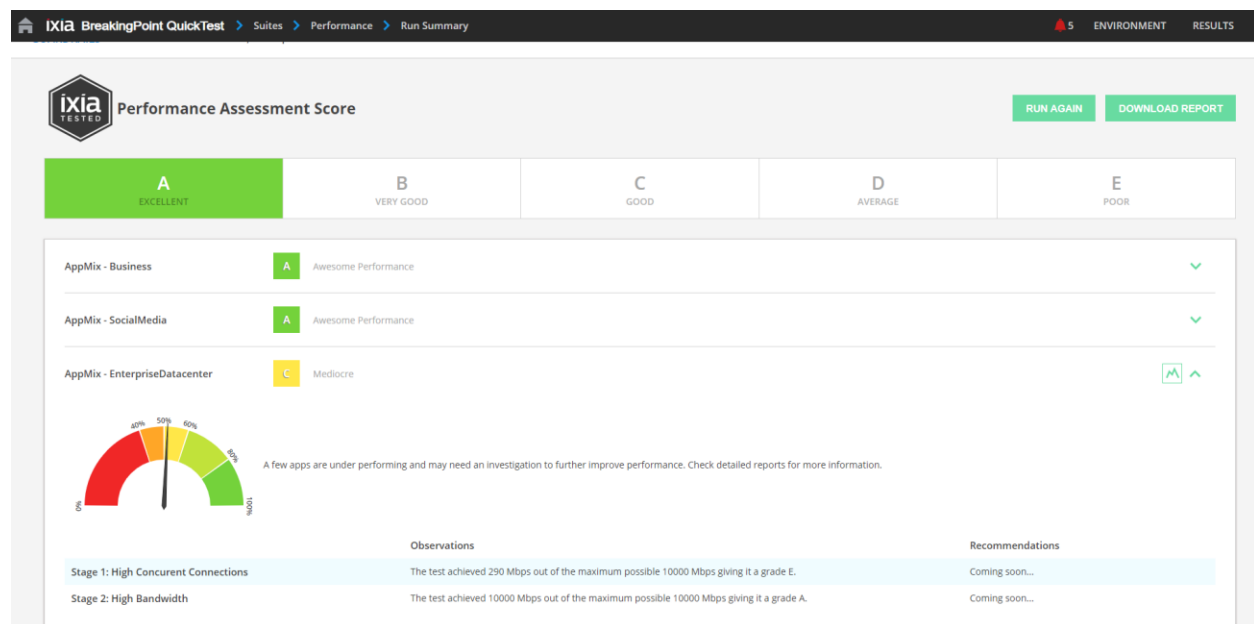 ixia BreakingPoint QuickTest > Suites > Performance > Run Summary 5 ENVIRONMENT RESULTS
ixia
TESTED
Performance Assessment Score
RUN AGAIN
DOWNLOAD REPORT
A
EXCELLENT
B
VERY GOOD
C
GOOD
D
AVERAGE
E
POOR
AppMix - Business A Awesome Performance
AppMix - SocialMedia A Awesome Performance
AppMix - EnterpriseDatacenter C Mediocre
0%
40%
50%
60%
80%
100%
A few apps are under performing and may need an investigation to further improve performance. Check detailed reports for more information.
Observations Recommendations
Stage 1: High Concurent Connections The test achieved 290 Mbps out of the maximum possible 10000 Mbps giving it a grade E. Coming soon...
Stage 2: High Bandwidth The test achieved 10000 Mbps out of the maximum possible 10000 Mbps giving it a grade A. Coming soon...